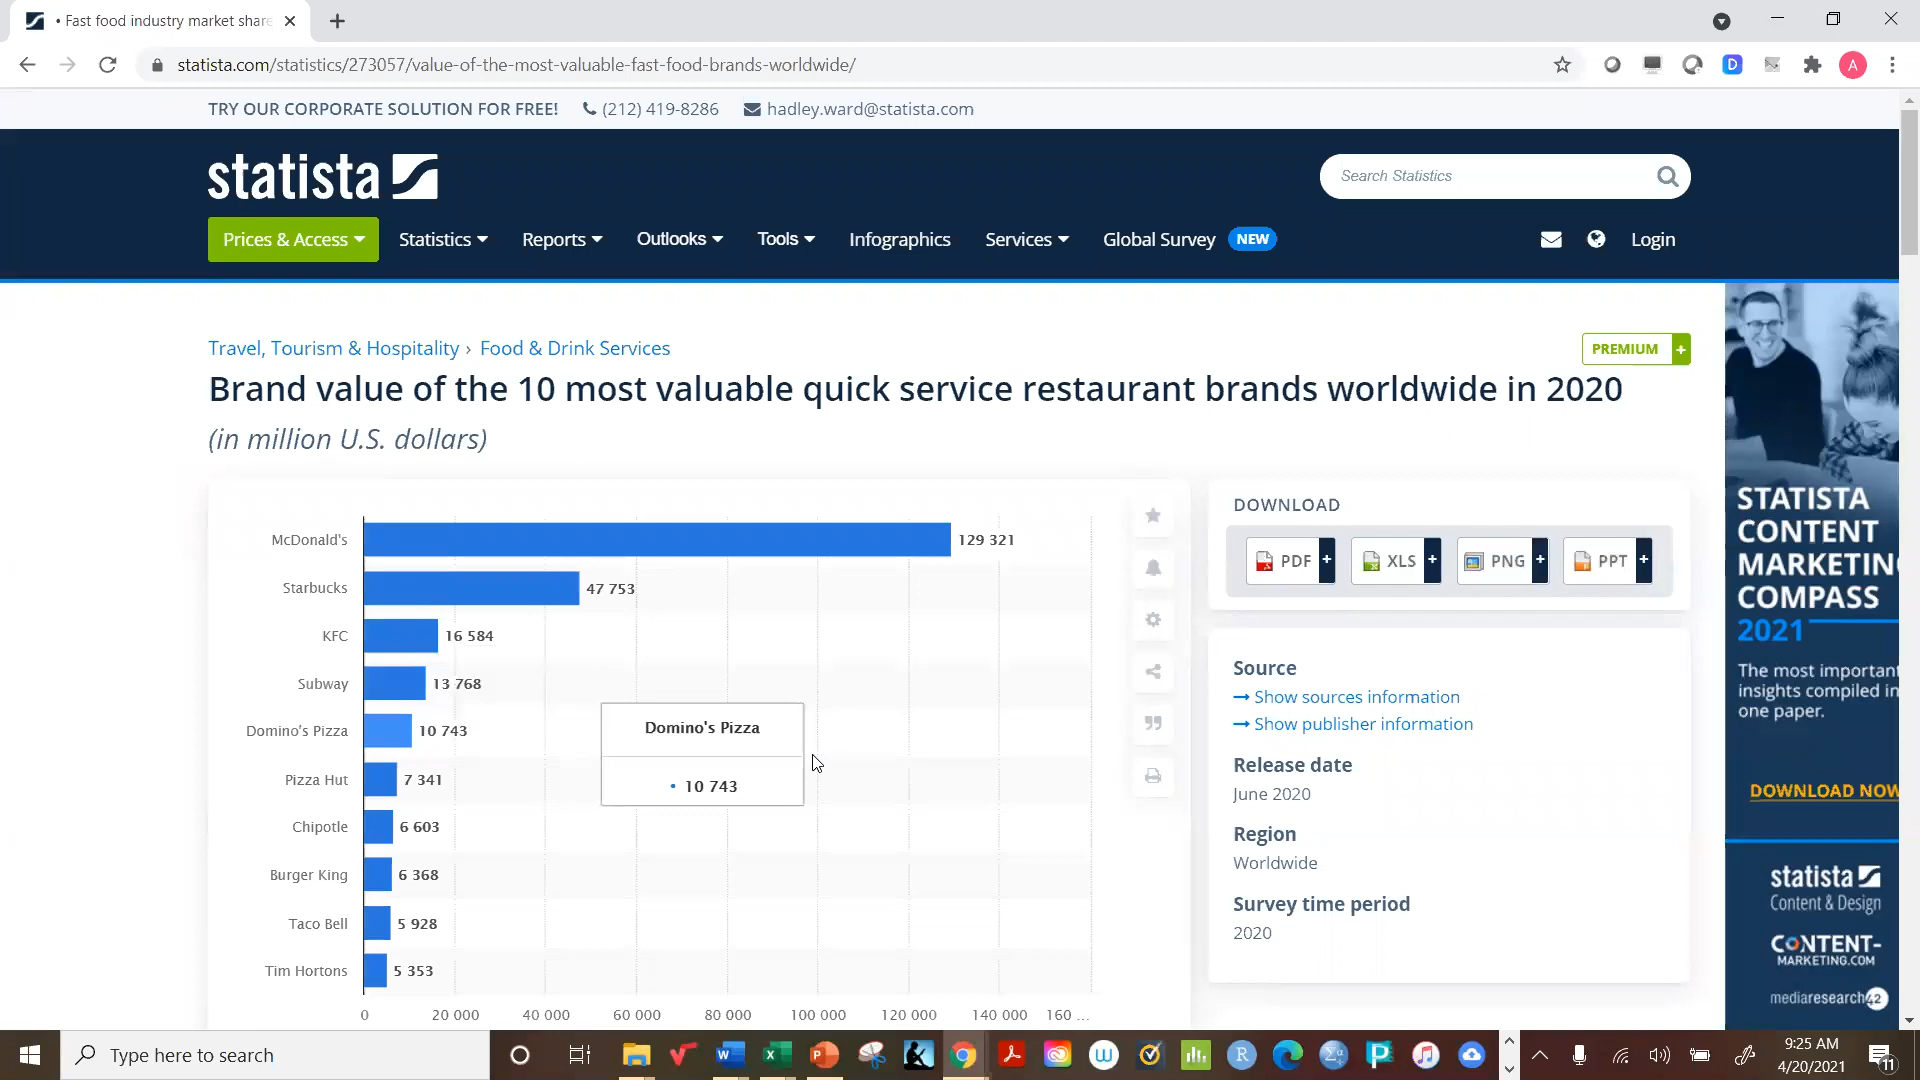 • Fast food industry market share
statista.com/statistics/273057/value-of-the-most-valuable-fast-food-brands-worldwide/
D
A
TRY OUR CORPORATE SOLUTION FOR FREE! (212) 419-8286 hadley.ward@statista.com
statista
Search Statistics
Prices & Access Statistics Reports Outlooks Tools Infographics Services Global Survey NEW Login
Travel, Tourism & Hospitality › Food & Drink Services
PREMIUM +
Brand value of the 10 most valuable quick service restaurant brands worldwide in 2020
(in million U.S. dollars)
McDonald's 129 321
Starbucks 47 753
KFC 16 584
Subway 13 768
Domino's Pizza 10 743
Pizza Hut 7 341
Chipotle 6 603
Burger King 6 368
Taco Bell 5 928
Tim Hortons 5 353
0 20 000 40 000 60 000 80 000 100 000 120 000 140 000 160 ...
Domino's Pizza
• 10 743
DOWNLOAD
PDF + XLS + PNG + PPT +
Source
→ Show sources information
→ Show publisher information
Release date
June 2020
Region
Worldwide
Survey time period
2020
STATISTA
CONTENT
MARKETIN
COMPASS
2021
The most important
insights compiled in
one paper.
DOWNLOAD NOW
statista
Content & Design
CONTENT-
MARKETING.COM
mediaresearch42
Type here to search
9:25 AM
4/20/2021
11